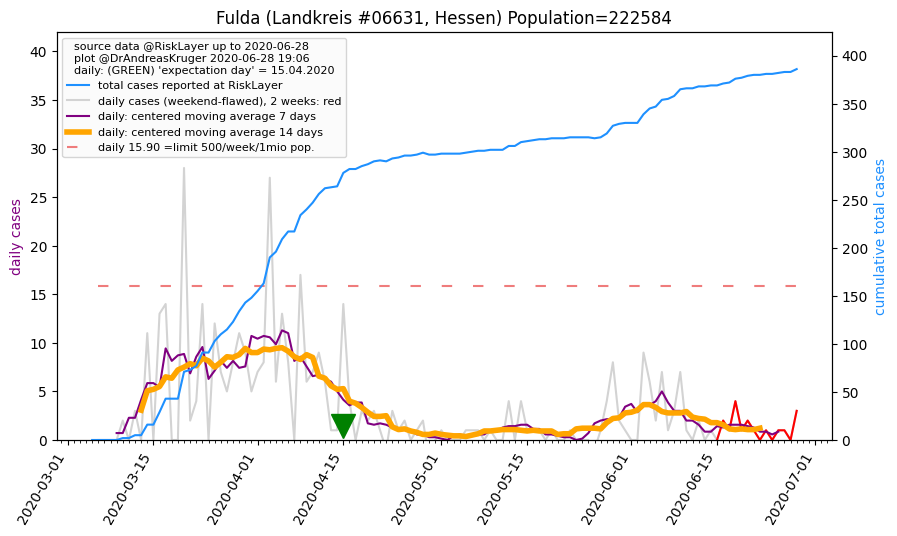 Fulda (Landkreis #06631, Hessen) Population=222584
source data @RiskLayer up to 2020-06-28
plot @DrAndreasKruger 2020-06-28 19:06
daily: (GREEN) 'expectation day' = 15.04.2020
total cases reported at RiskLayer
daily cases (weekend-flawed), 2 weeks: red
daily: centered moving average 7 days
daily: centered moving average 14 days
daily 15.90 =limit 500/week/1mio pop.
daily cases
40
35
30
25
20
15
10
5
0
cumulative total cases
400
350
300
250
200
150
100
50
0
2020-03-01
2020-03-15
2020-04-01
2020-04-15
2020-05-01
2020-05-15
2020-06-01
2020-06-15
2020-07-01